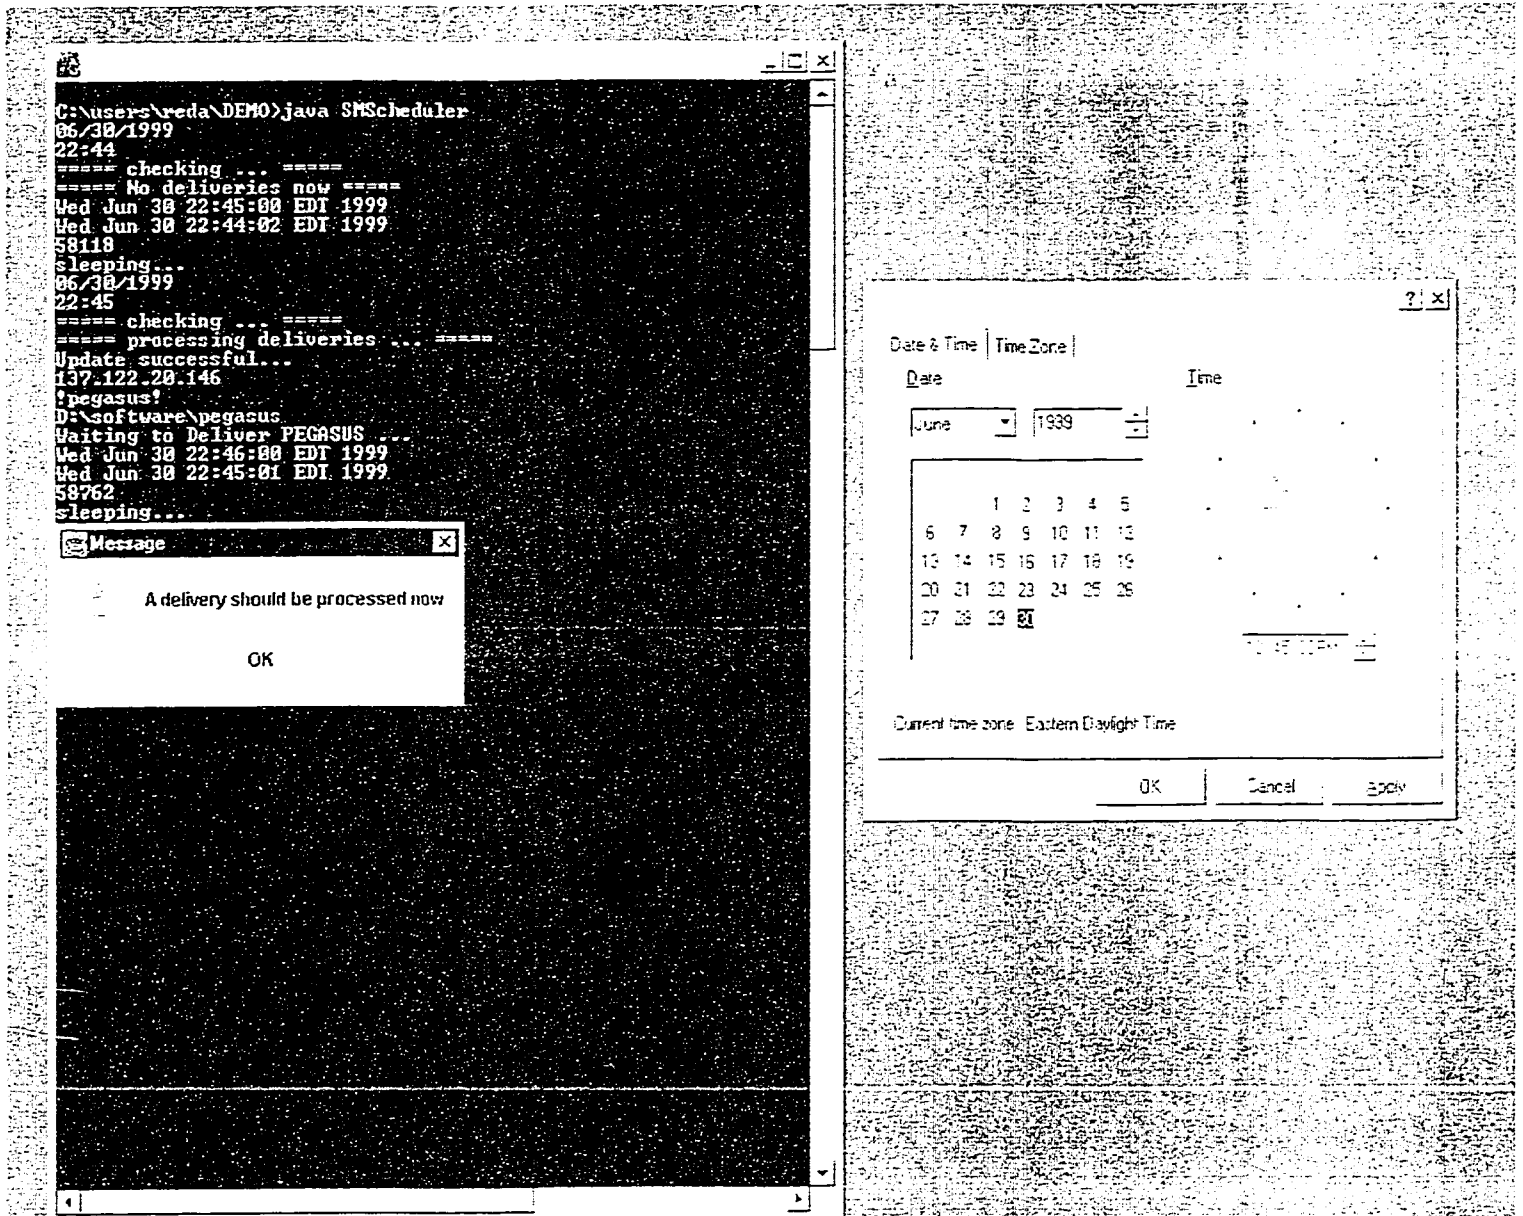 C:\users\reda\DEMO>java SMScheduler
06/30/1999
22:44
===== checking ... =====
===== No deliveries now =====
Wed Jun 30 22:45:00 EDT 1999
Wed Jun 30 22:44:02 EDT 1999
58118
sleeping...
06/30/1999
22:45
===== checking ... =====
===== processing deliveries ... =====
Update successful...
137.122.20.146
!pegasus!
D:\software\pegasus
Waiting to Deliver PEGASUS ...
Wed Jun 30 22:46:00 EDT 1999
Wed Jun 30 22:45:01 EDT 1999
58762
sleeping...
Message
A delivery should be processed now
OK
Date & Time Time Zone
Date Time
June 1999
1 2 3 4 5
6 7 8 9 10 11 12
13 14 15 16 17 18 19
20 21 22 23 24 25 26
27 28 29 30
Current time zone Eastern Daylight Time
OK Cancel Apply